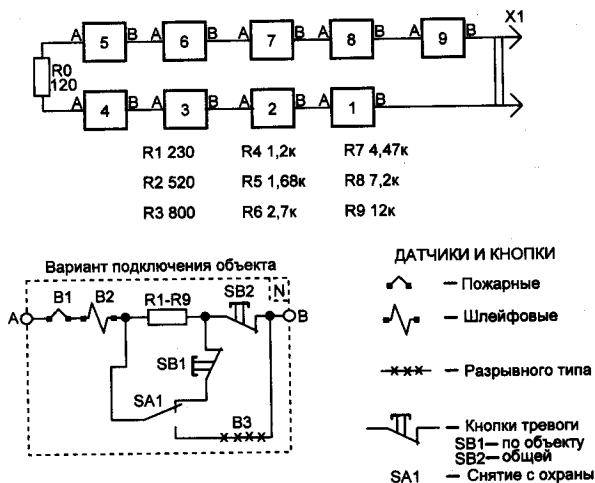 X1
A 5 B A 6 B A 7 B A 8 B A 9 B
R0
120
A 4 B A 3 B A 2 B A 1 B
R1 230 R4 1,2к R7 4,47к
R2 520 R5 1,68к R8 7,2к
R3 800 R6 2,7к R9 12к
Вариант подключения объекта
N
B1 B2 R1-R9 SB2
A B
SB1
SA1
B3
ДАТЧИКИ И КНОПКИ
– Пожарные
– Шлейфовые
– Разрывного типа
– Кнопки тревоги
SB1– по объекту
SB2– общей
SA1 – Снятие с охраны